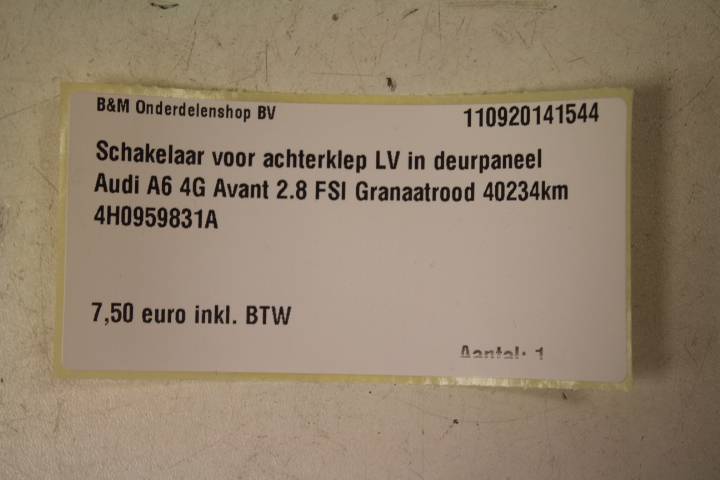 B&M Onderdelenshop BV
110920141544
Schakelaar voor achterklep LV in deurpaneel
Audi A6 4G Avant 2.8 FSI Granaatrood 40234km
4H0959831A
7,50 euro inkl. BTW
Aantal: 1